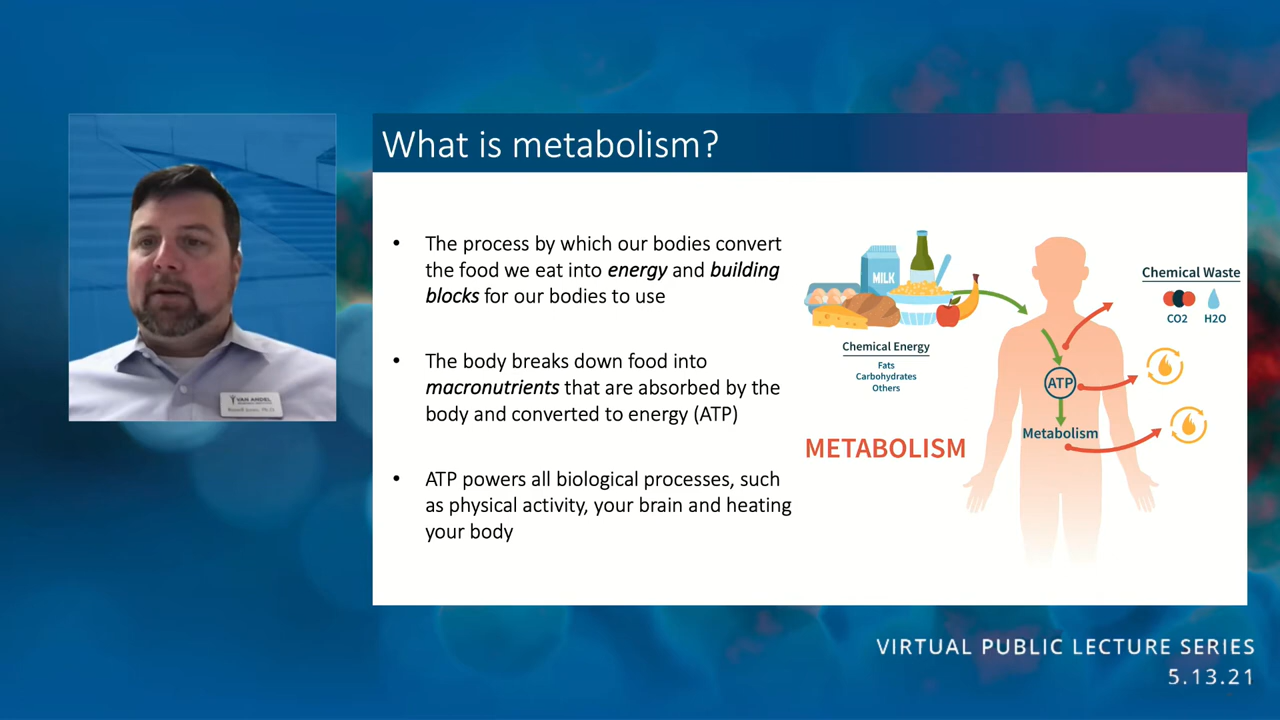 What is metabolism?
• The process by which our bodies convert
the food we eat into energy and building
blocks for our bodies to use
• The body breaks down food into
macronutrients that are absorbed by the
body and converted to energy (ATP)
• ATP powers all biological processes, such
as physical activity, your brain and heating
your body
MILK
Chemical Energy
Fats
Carbohydrates
Others
METABOLISM
ATP
Metabolism
Chemical Waste
CO2 H2O
VAN ANDEL
VIRTUAL PUBLIC LECTURE SERIES
5.13.21